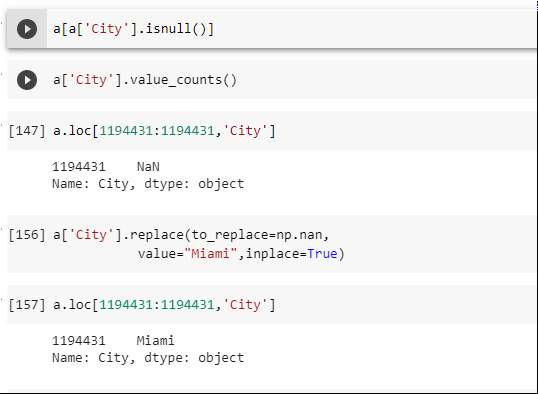 a[a['City'].isnull()]
a['City'].value_counts()
[147] a.loc[1194431:1194431,'City']
1194431    NaN
Name: City, dtype: object
[156] a['City'].replace(to_replace=np.nan,
value="Miami",inplace=True)
[157] a.loc[1194431:1194431,'City']
1194431    Miami
Name: City, dtype: object